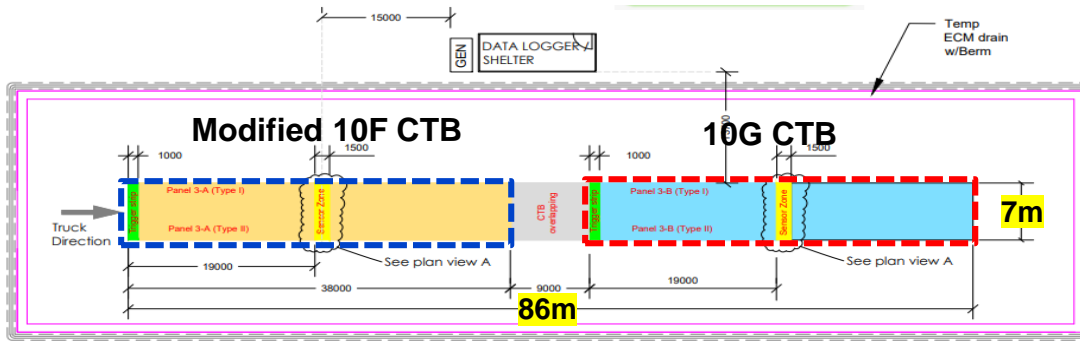 15000
GEN
DATA LOGGER /
SHELTER
Temp
ECM drain
w/Berm
Modified 10F CTB
10G CTB
1000
1500
1000
1500
Panel 3-A (Type I)
Panel 3-B (Type I)
Trigger strip
Sensor Zone
CTB
overlapping
Trigger strip
Sensor Zone
7m
Truck
Direction
Panel 3-A (Type II)
Panel 3-B (Type II)
See plan view A
See plan view A
19000
19000
38000
9000
86m